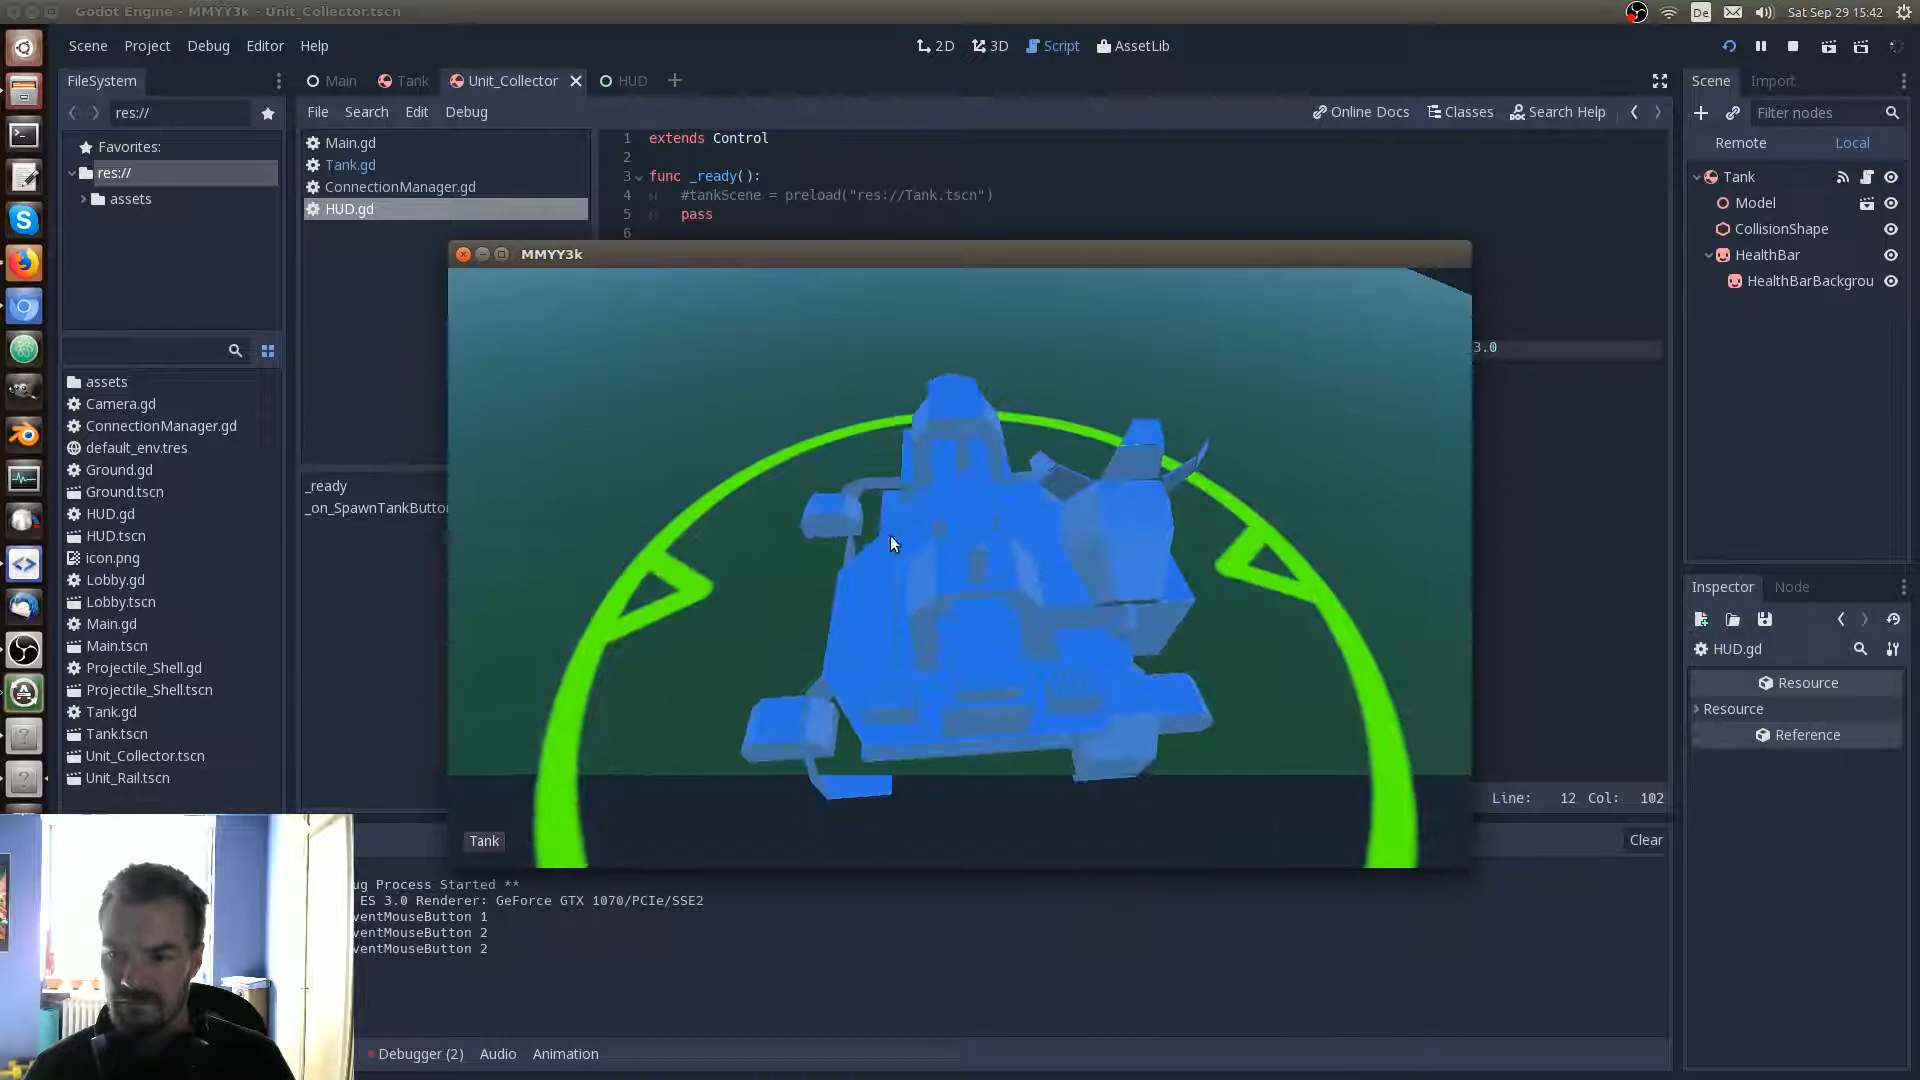 Godot Engine - MMYY3k - Unit_Collector.tscn
De
Sat Sep 29 15:42
Scene
Project
Debug
Editor
Help
2D
3D
Script
AssetLib
FileSystem
Main
Tank
Unit_Collector
HUD
Scene
Import
res://
File
Search
Edit
Debug
Online Docs
Classes
Search Help
Filter nodes
Favorites:
res://
assets
Main.gd
Tank.gd
ConnectionManager.gd
HUD.gd
1 extends Control
2
3 func _ready():
4 #tankScene = preload("res://Tank.tscn")
5 pass
6
Remote
Local
Tank
Model
CollisionShape
HealthBar
HealthBarBackgrou
MMYY3k
3.0
assets
Camera.gd
ConnectionManager.gd
default_env.tres
Ground.gd
Ground.tscn
HUD.gd
HUD.tscn
icon.png
Lobby.gd
Lobby.tscn
Main.gd
Main.tscn
Projectile_Shell.gd
Projectile_Shell.tscn
Tank.gd
Tank.tscn
Unit_Collector.tscn
Unit_Rail.tscn
_ready
_on_SpawnTankButto
Inspector
Node
HUD.gd
Resource
Resource
Reference
Line: 12 Col: 102
Tank
Clear
ug Process Started **
ES 3.0 Renderer: GeForce GTX 1070/PCIe/SSE2
ventMouseButton 1
ventMouseButton 2
ventMouseButton 2
Debugger (2)
Audio
Animation